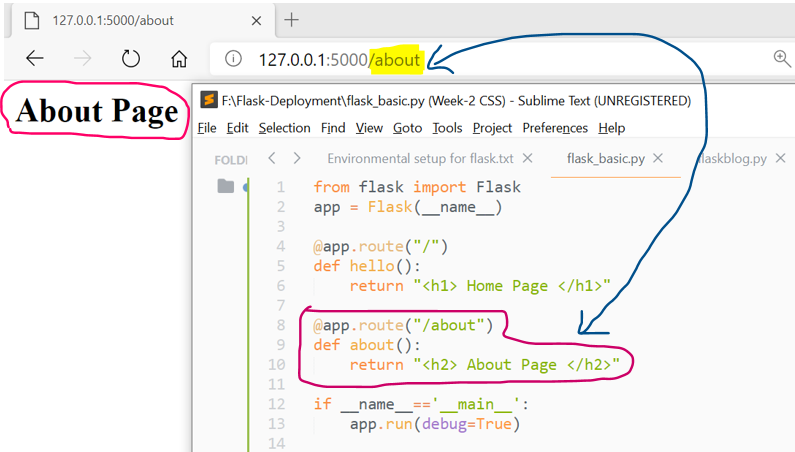 127.0.0.1:5000/about
127.0.0.1:5000/about
About Page
F:\Flask-Deployment\flask_basic.py (Week-2 CSS) - Sublime Text (UNREGISTERED)
File Edit Selection Find View Goto Tools Project Preferences Help
FOLDI Environmental setup for flask.txt flask_basic.py laskblog.py
1 from flask import Flask
2 app = Flask(__name__)
3
4 @app.route("/")
5 def hello():
6     return "<h1> Home Page </h1>"
7
8 @app.route("/about")
9 def about():
10     return "<h2> About Page </h2>"
11
12 if __name__=='__main__':
13     app.run(debug=True)
14